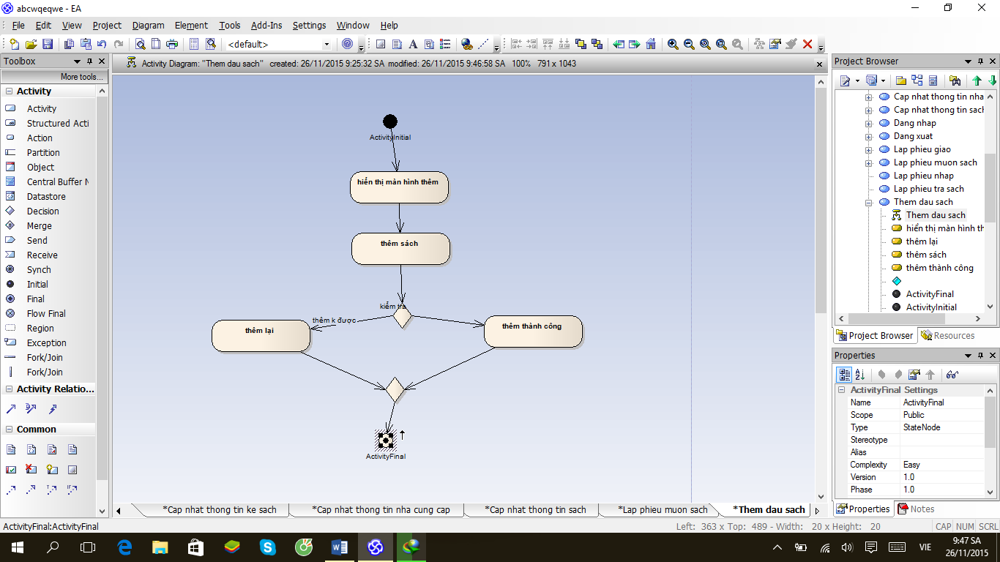 abcwqeqwe - EA
File Edit View Project Diagram Element Tools Add-Ins Settings Window Help
<default>
Toolbox
More tools...
Activity
Activity
Structured Acti
Action
Partition
Object
Central Buffer N
Datastore
Decision
Merge
Send
Receive
Synch
Initial
Final
Flow Final
Region
Exception
Fork/Join
Fork/Join
Activity Relatio...
Common
Activity Diagram: "Them dau sach" created: 26/11/2015 9:25:32 SA modified: 26/11/2015 9:46:58 SA 100% 791 x 1043
ActivityInitial
hiển thị màn hình thêm
thêm sách
kiểm tra
thêm k được
thêm lại
thêm thành công
ActivityFinal
*Cap nhat thong tin ke sach *Cap nhat thong tin nha cung cap *Cap nhat thong tin sach *Lap phieu muon sach *Them dau sach
Project Browser
Cap nhat thong tin nha
Cap nhat thong tin sach
Dang nhap
Dang xuat
Lap phieu giao
Lap phieu muon sach
Lap phieu nhap
Lap phieu tra sach
Them dau sach
Them dau sach
hiển thị màn hình th
thêm lại
thêm sách
thêm thành công
ActivityFinal
ActivityInitial
Project Browser Resources
Properties
ActivityFinal Settings
Name ActivityFinal
Scope Public
Type StateNode
Stereotype
Alias
Complexity Easy
Version 1.0
Phase 1.0
Properties Notes
ActivityFinal:ActivityFinal
Left: 363 x Top: 489 - Width: 20 x Height: 20
CAP NUM SCRL
VIE
9:47 SA
26/11/2015